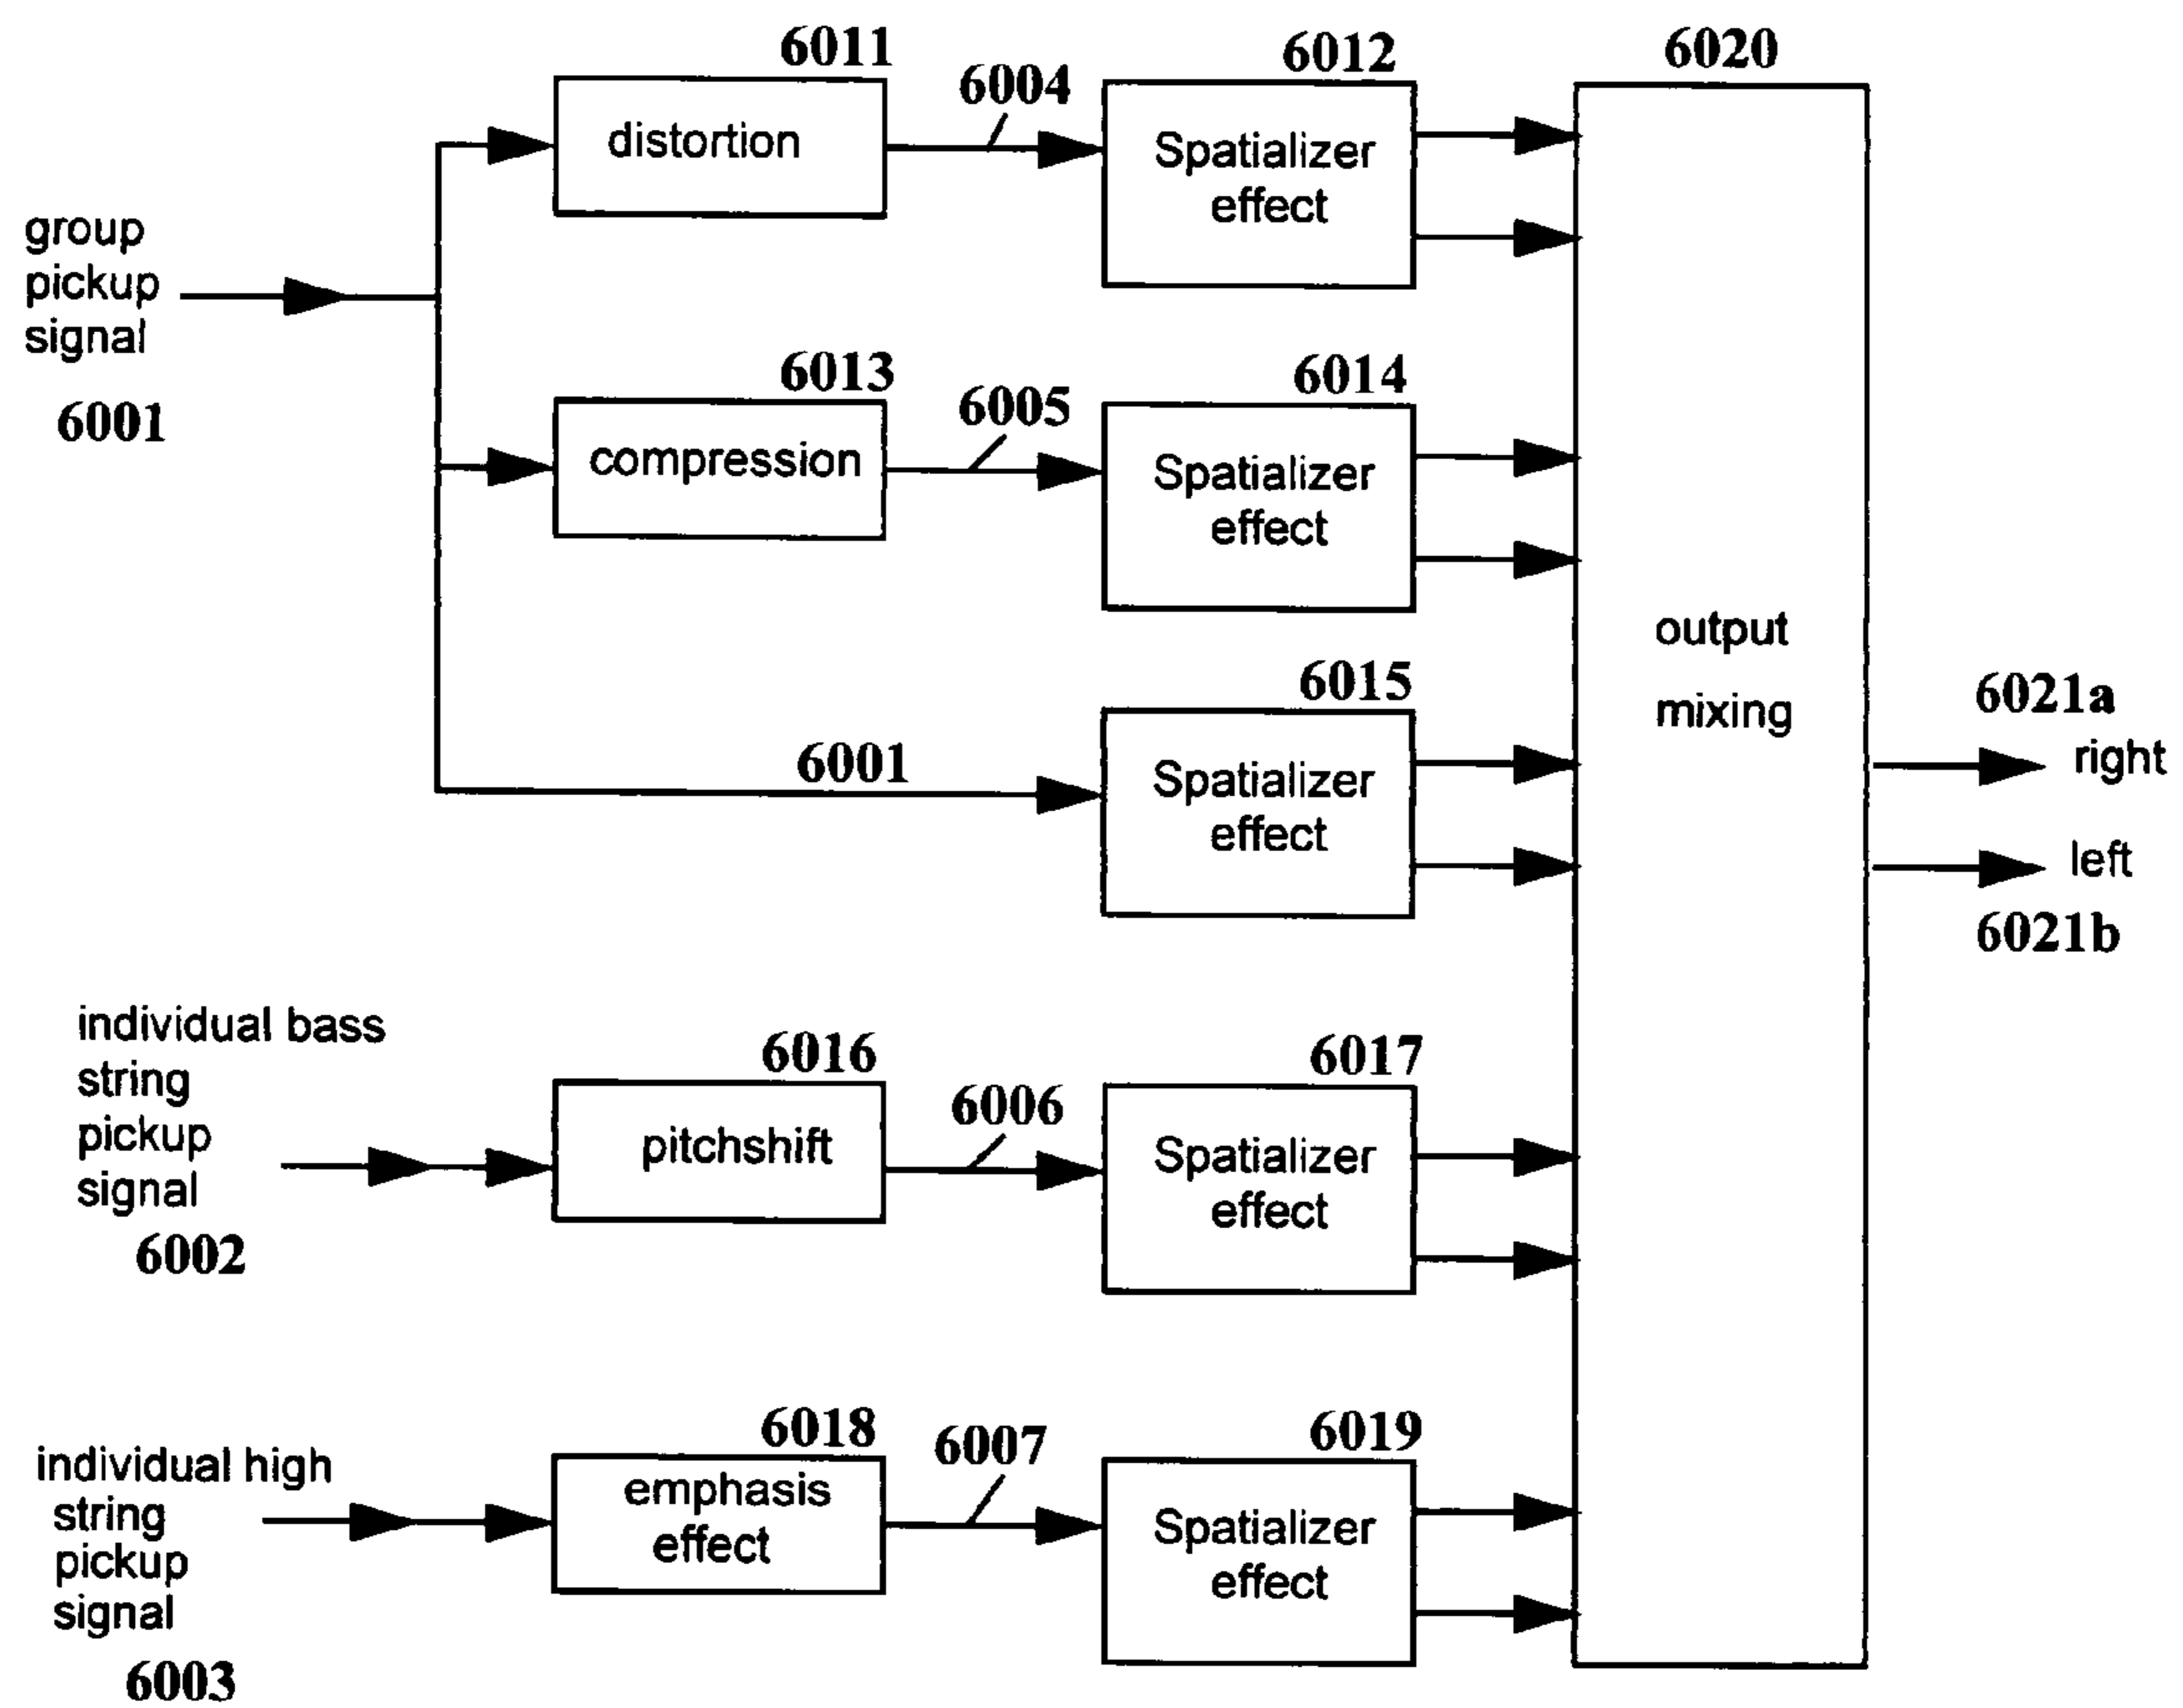 6011
6004
6012
6020
distortion
Spatializer
effect
group
pickup
signal
6001
6013
6005
6014
compression
Spatializer
effect
output
mixing
6015
6001
Spatializer
effect
6021a
right
left
6021b
individual bass
string
pickup
signal
6002
6016
6006
6017
pitchshift
Spatializer
effect
individual high
string
pickup
signal
6003
6018
6007
6019
emphasis
effect
Spatializer
effect